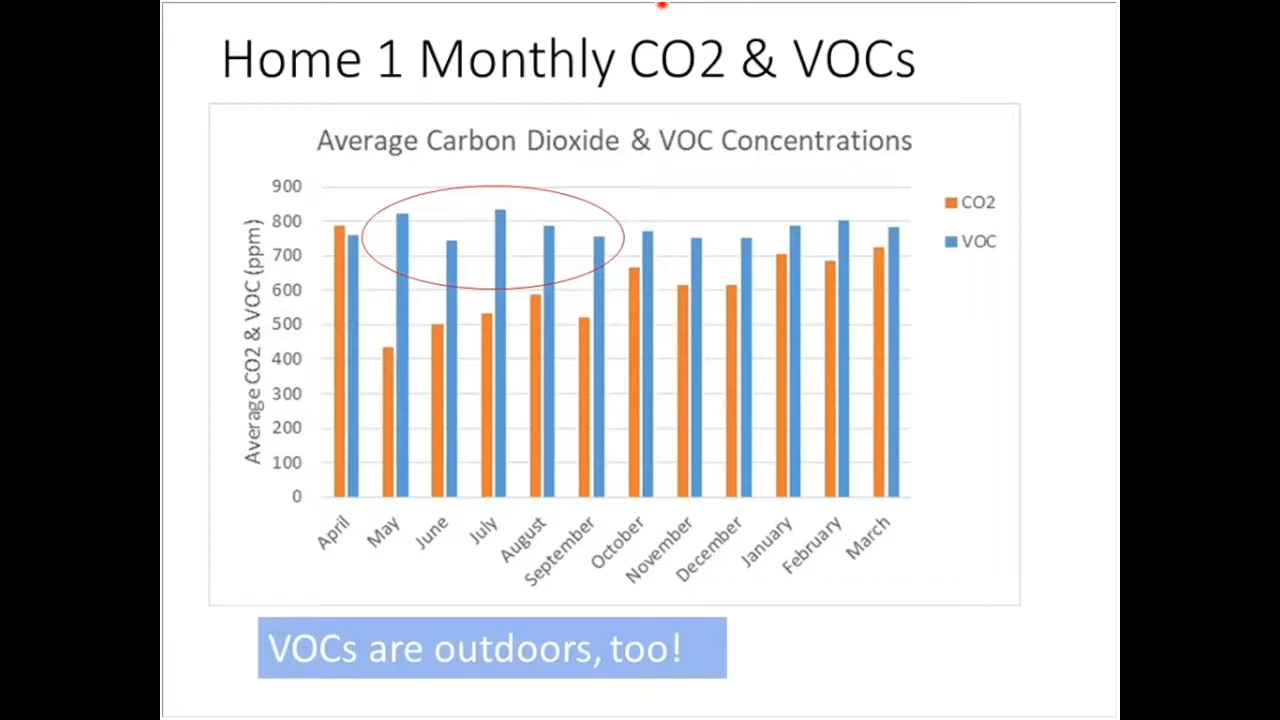 Home 1 Monthly CO2 & VOCs
Average Carbon Dioxide & VOC Concentrations
Average CO2 & VOC (ppm)
900
800
700
600
500
400
300
200
100
0
CO2
VOC
April
May
June
July
August
September
October
November
December
January
February
March
VOCs are outdoors, too!